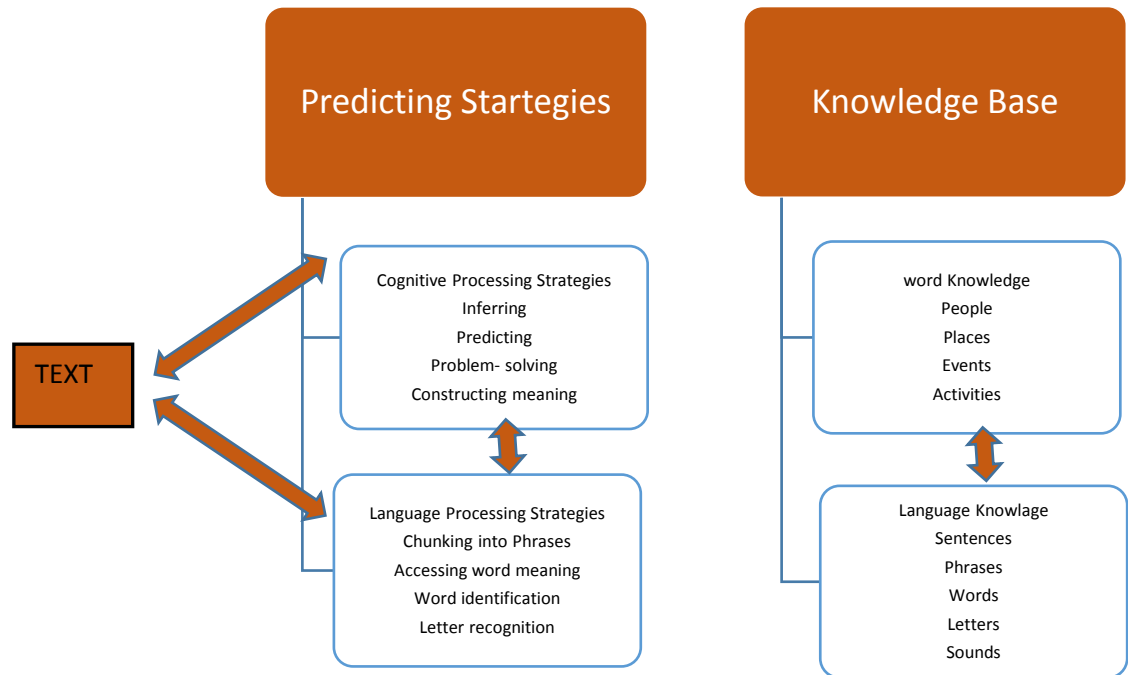 Predicting Startegies
Knowledge Base
TEXT
Cognitive Processing Strategies
Inferring
Predicting
Problem- solving
Constructing meaning
word Knowledge
People
Places
Events
Activities
Language Processing Strategies
Chunking into Phrases
Accessing word meaning
Word identification
Letter recognition
Language Knowlage
Sentences
Phrases
Words
Letters
Sounds